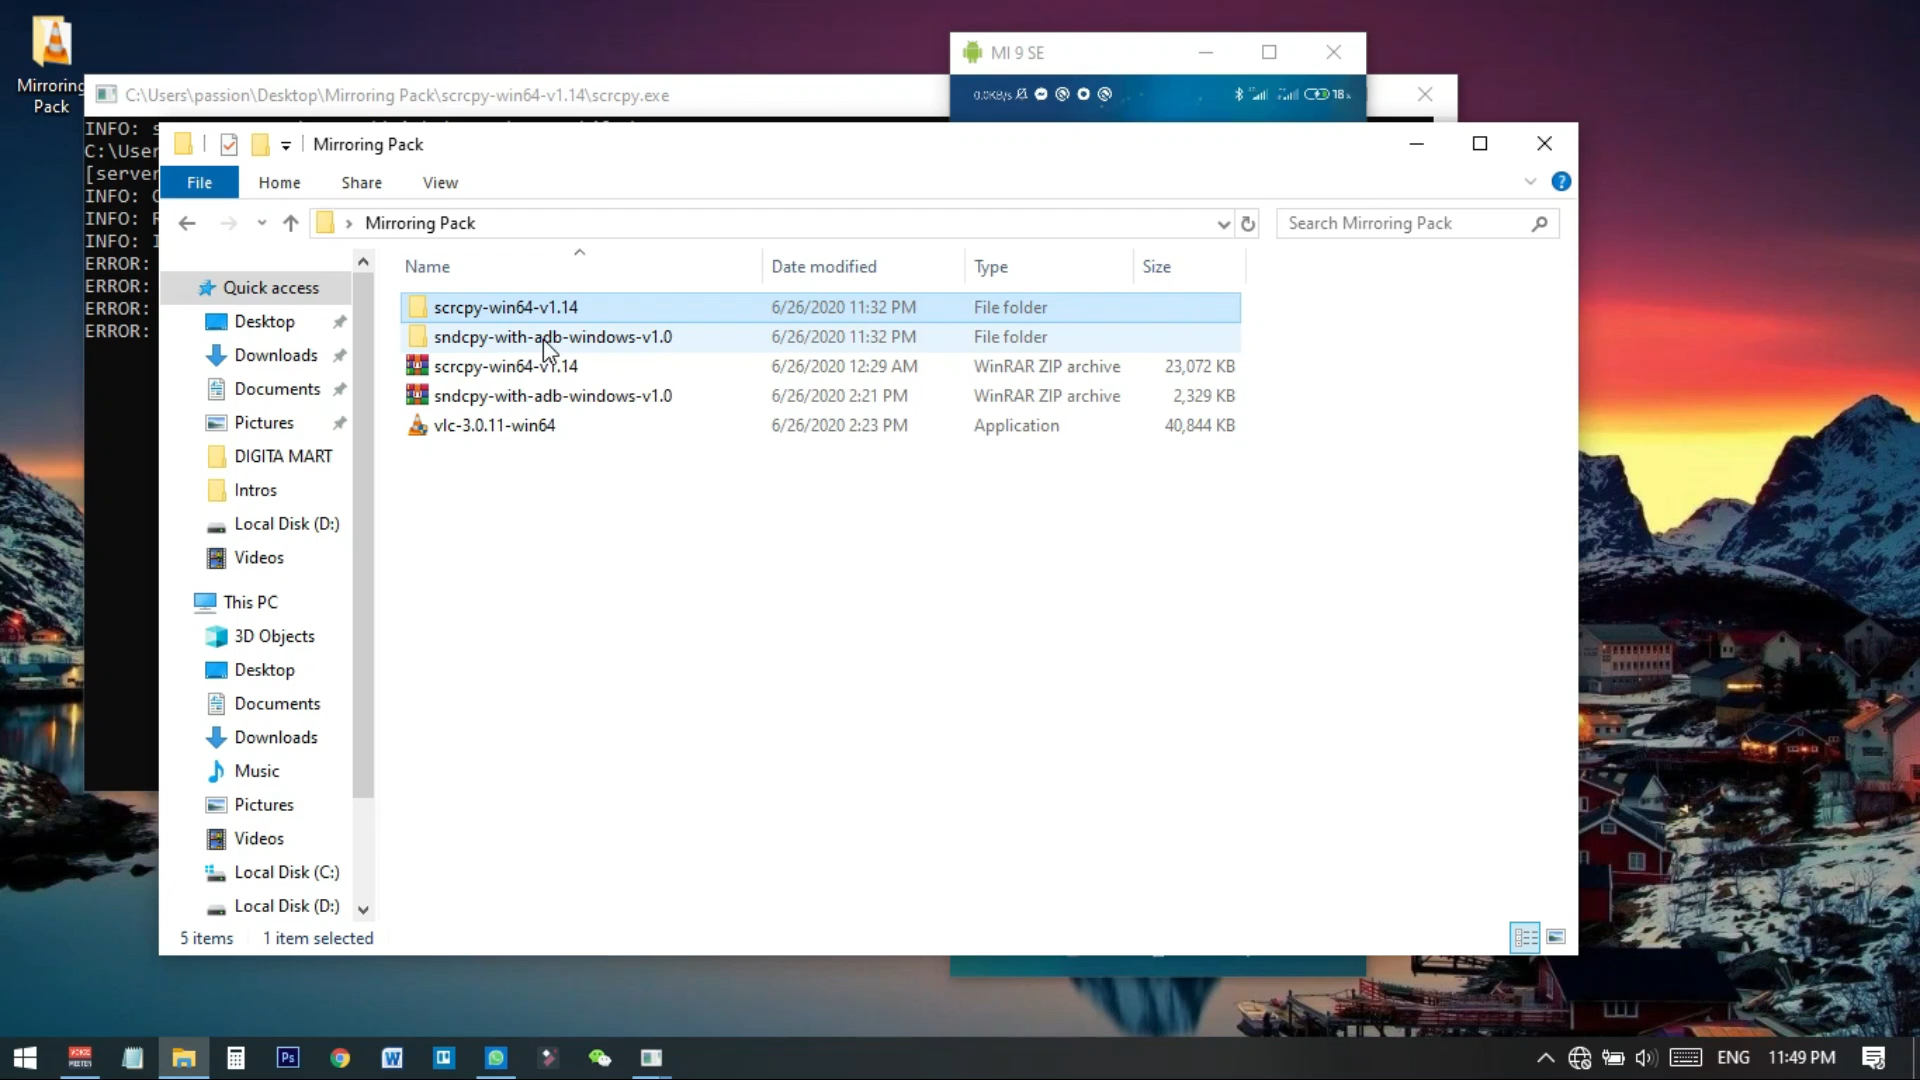 Mirroring
Pack
MI 9 SE
C:\Users\passion\Desktop\Mirroring Pack\scrcpy-win64-v1.14\scrcpy.exe
0.0KB/s
18%
INFO:
C:\User
[server
INFO:
INFO:
INFO:
ERROR:
ERROR:
ERROR:
ERROR:
Mirroring Pack
File Home Share View
Mirroring Pack
Search Mirroring Pack
Name Date modified Type Size
scrcpy-win64-v1.14 6/26/2020 11:32 PM File folder
sndcpy-with-adb-windows-v1.0 6/26/2020 11:32 PM File folder
scrcpy-win64-v1.14 6/26/2020 12:29 AM WinRAR ZIP archive 23,072 KB
sndcpy-with-adb-windows-v1.0 6/26/2020 2:21 PM WinRAR ZIP archive 2,329 KB
vlc-3.0.11-win64 6/26/2020 2:23 PM Application 40,844 KB
Quick access
Desktop
Downloads
Documents
Pictures
DIGITA MART
Intros
Local Disk (D:)
Videos
This PC
3D Objects
Desktop
Documents
Downloads
Music
Pictures
Videos
Local Disk (C:)
Local Disk (D:)
5 items 1 item selected
Ps
ENG 11:49 PM